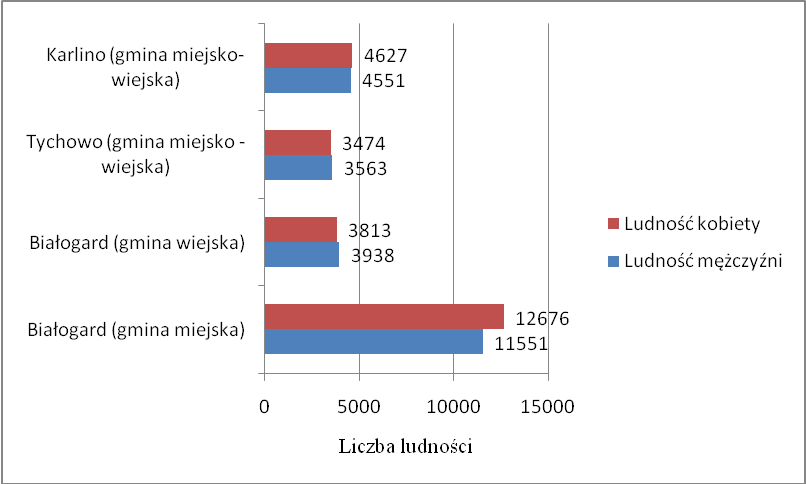 Karlino (gmina miejsko-
wiejska)
4627
4551
Tychowo (gmina miejsko -
wiejska)
3474
3563
Białogard (gmina wiejska)
3813
3938
Białogard (gmina miejska)
12676
11551
0 5000 10000 15000
Liczba ludności
Ludność kobiety
Ludność mężczyźni